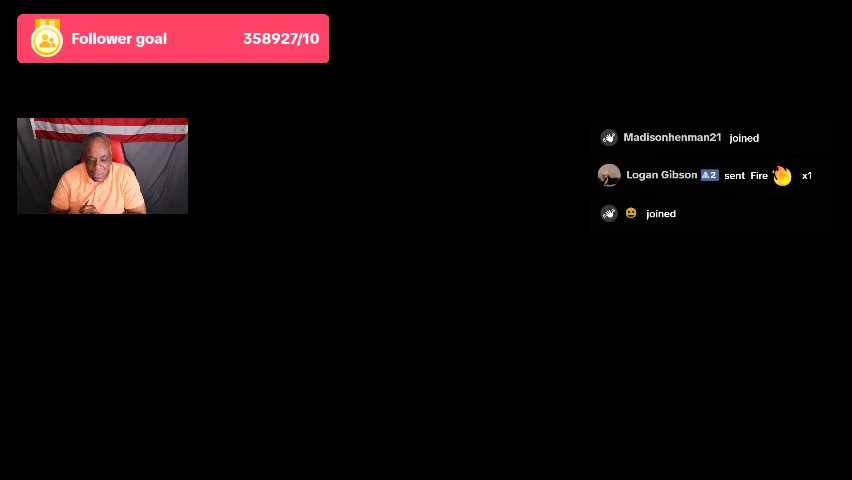 Follower goal 358927/10
Madisonhenman21 joined
Logan Gibson 2 sent Fire x1
joined